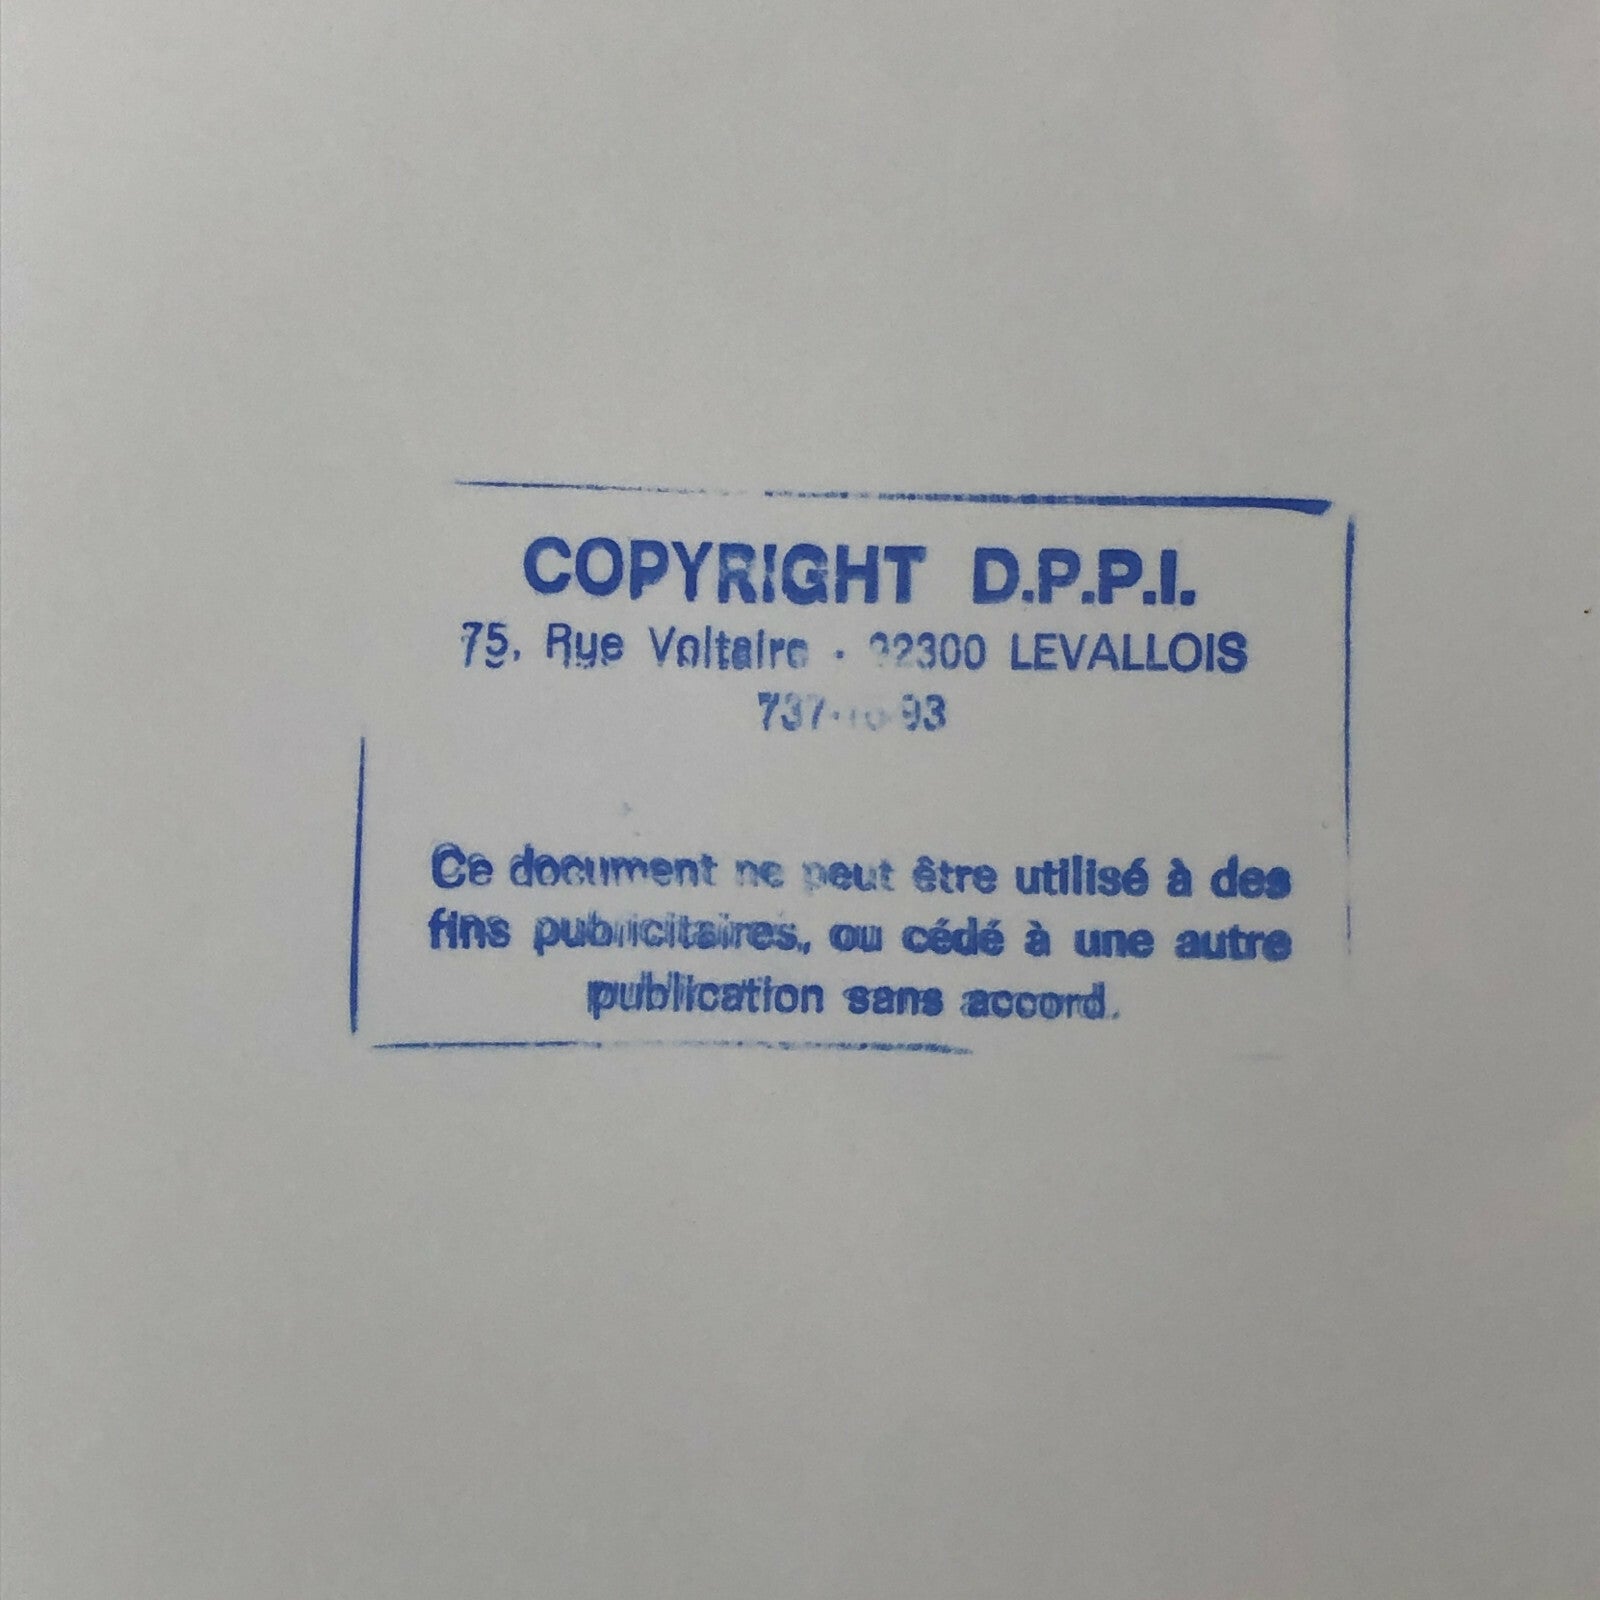 COPYRIGHT D.P.P.I.
75, Rue Voltaire - 92300 LEVALLOIS
Ce document ne peut être utilisé à des
fins publicitaires, ou cédé à une autre
publication sans accord.